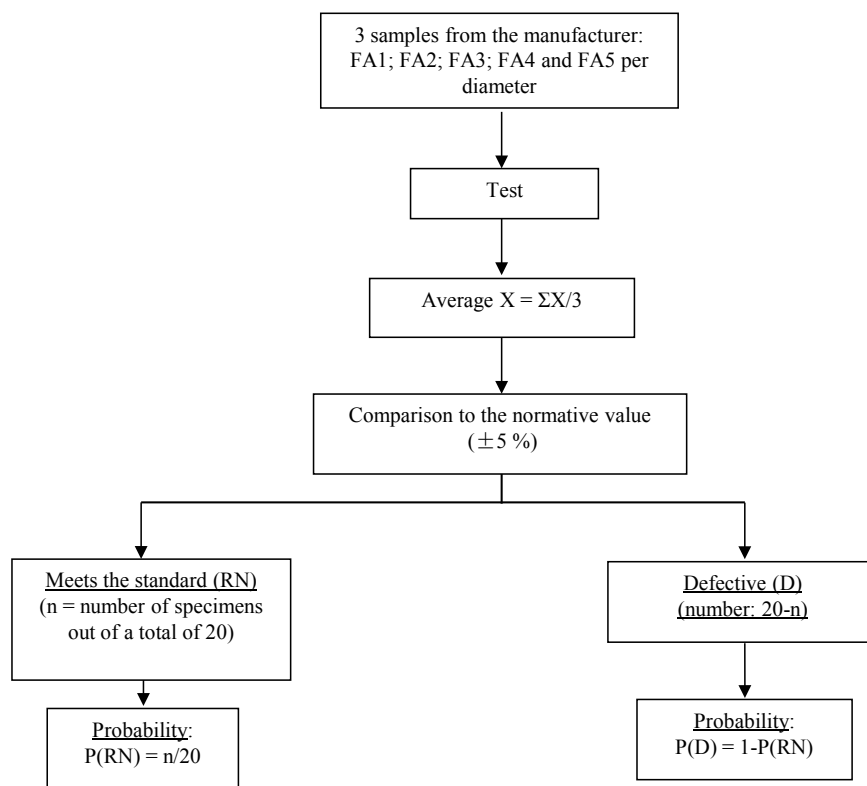 3 samples from the manufacturer:
FA1; FA2; FA3; FA4 and FA5 per
diameter
Test
Average X = ΣX/3
Comparison to the normative value
(±5 %)
Meets the standard (RN)
(n = number of specimens
out of a total of 20)
Defective (D)
(number: 20-n)
Probability:
P(RN) = n/20
Probability:
P(D) = 1-P(RN)